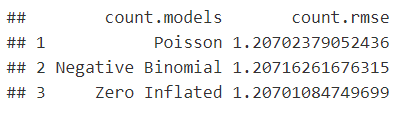 ## count.models count.rmse
## 1 Poisson 1.20702379052436
## 2 Negative Binomial 1.20716261676315
## 3 Zero Inflated 1.20701084749699